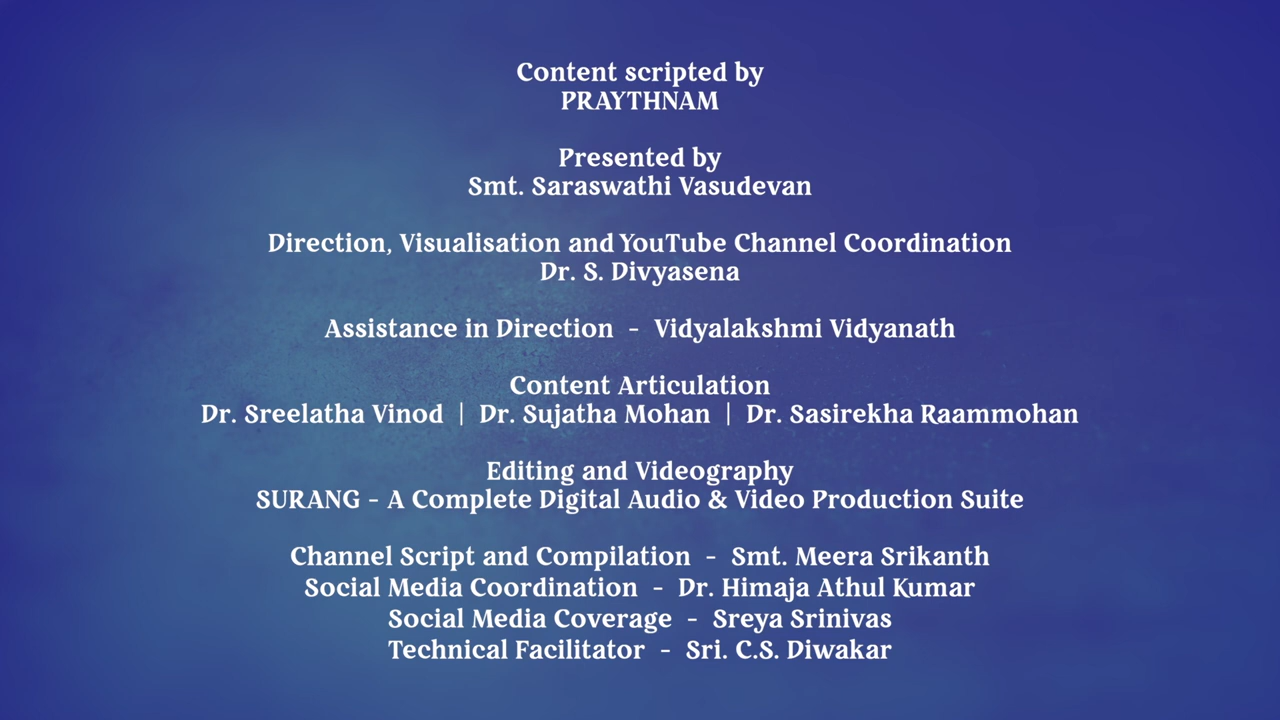 Content scripted by
PRAYTHNAM
Presented by
Smt. Saraswathi Vasudevan
Direction, Visualisation and YouTube Channel Coordination
Dr. S. Divyasena
Assistance in Direction - Vidyalakshmi Vidyanath
Content Articulation
Dr. Sreelatha Vinod | Dr. Sujatha Mohan | Dr. Sasirekha Raammohan
Editing and Videography
SURANG - A Complete Digital Audio & Video Production Suite
Channel Script and Compilation - Smt. Meera Srikanth
Social Media Coordination - Dr. Himaja Athul Kumar
Social Media Coverage - Sreya Srinivas
Technical Facilitator - Sri. C.S. Diwakar